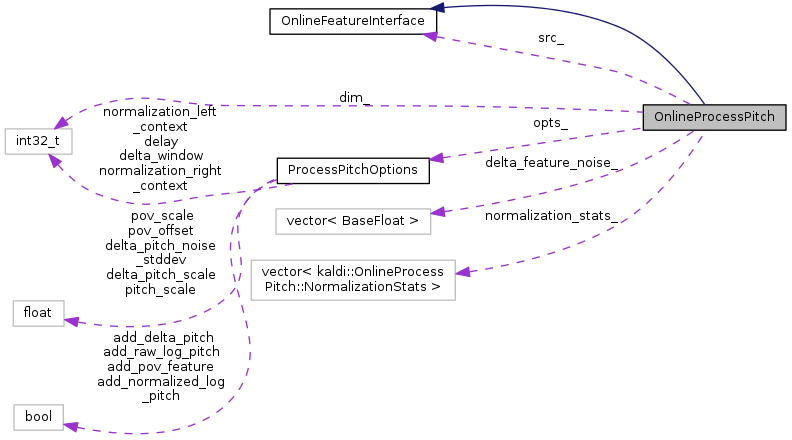 OnlineFeatureInterface
src_
dim_
OnlineProcessPitch
normalization_left
_context
delay
delta_window
normalization_right
_context
int32_t
opts_
ProcessPitchOptions
delta_feature_noise_
vector< BaseFloat >
normalization_stats_
pov_scale
pov_offset
delta_pitch_noise
_stddev
delta_pitch_scale
pitch_scale
vector< kaldi::OnlineProcess
Pitch::NormalizationStats >
float
add_delta_pitch
add_raw_log_pitch
add_pov_feature
add_normalized_log
_pitch
bool